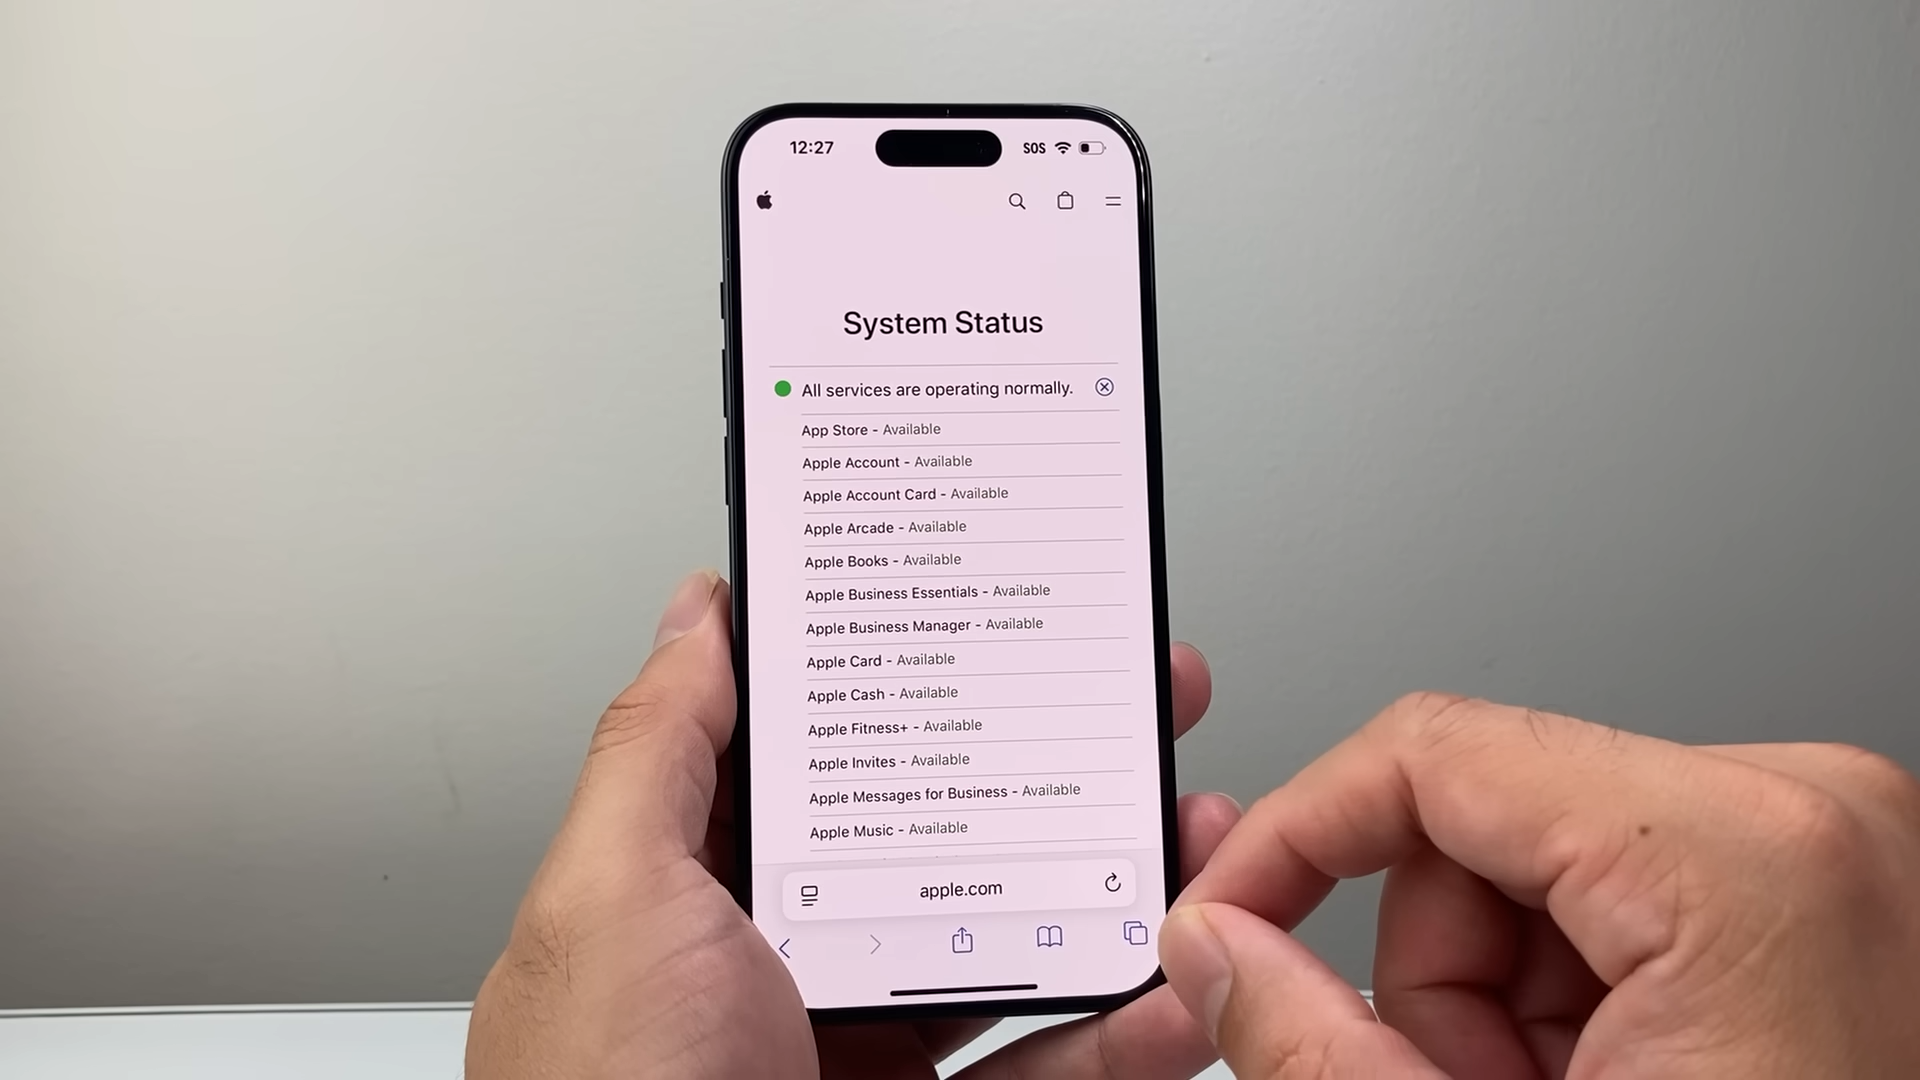 12:27
SOS
System Status
All services are operating normally.
App Store - Available
Apple Account - Available
Apple Account Card - Available
Apple Arcade - Available
Apple Books - Available
Apple Business Essentials - Available
Apple Business Manager - Available
Apple Card - Available
Apple Cash - Available
Apple Fitness+ - Available
Apple Invites - Available
Apple Messages for Business - Available
Apple Music - Available
apple.com